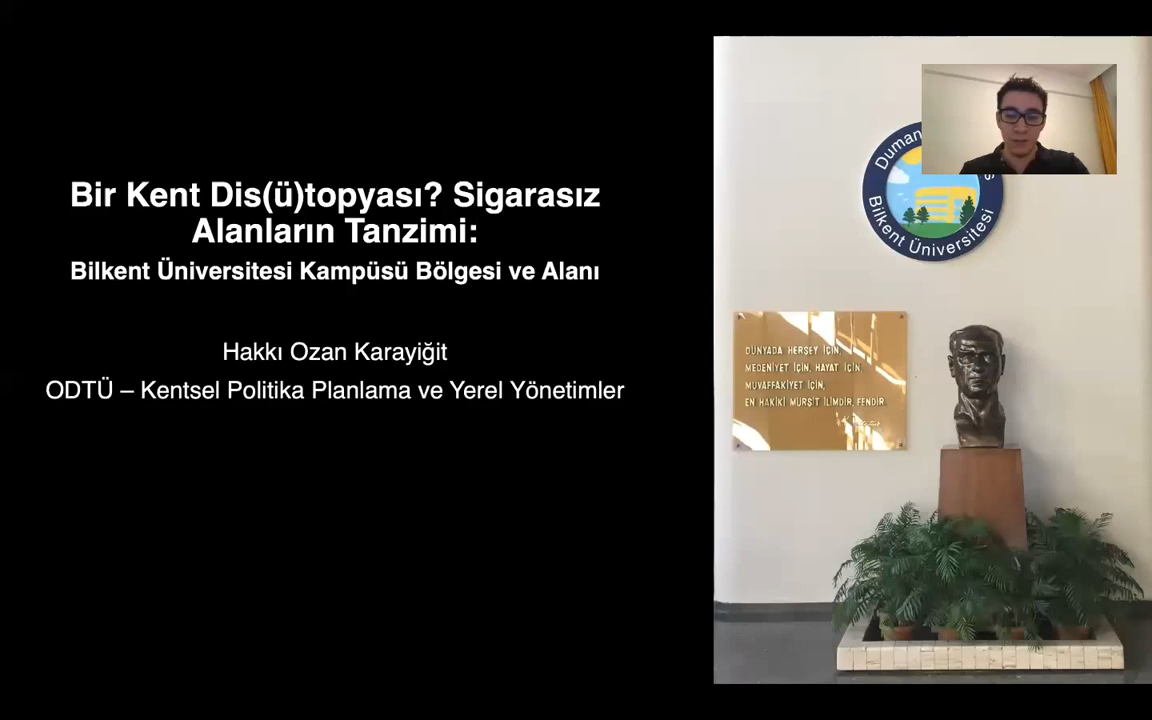 Bir Kent Dis(ü)topyası? Sigarasız
Alanların Tanzimi:
Bilkent Üniversitesi Kampüsü Bölgesi ve Alanı
Hakkı Ozan Karayiğit
ODTÜ – Kentsel Politika Planlama ve Yerel Yönetimler
Duman
Bilkent Üniversitesi
DÜNYADA HERŞEY İÇİN,
MEDENİYET İÇİN, HAYAT İÇİN,
MUVAFFAKİYET İÇİN,
EN HAKİKİ MÜRŞİT İLİMDİR, FENDİR